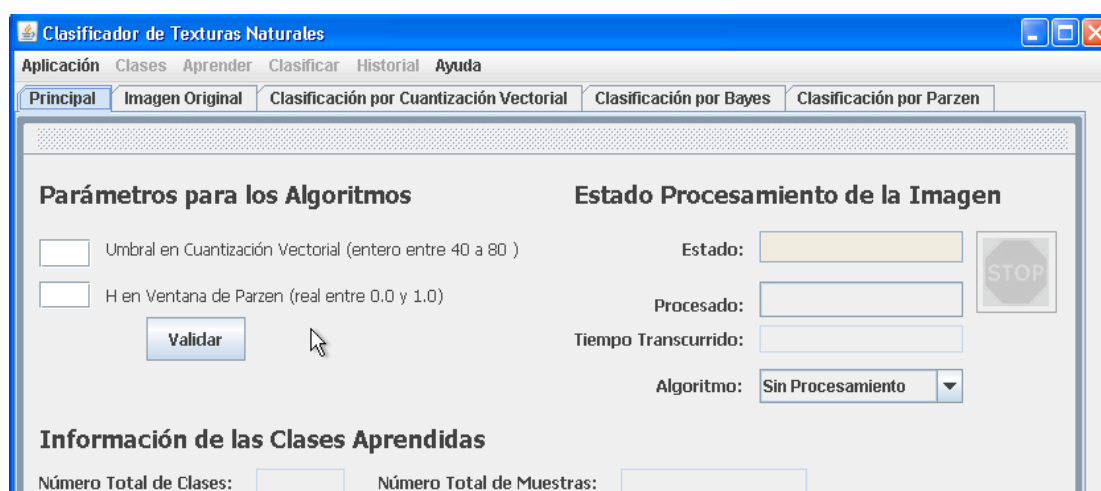 Clasificador de Texturas Naturales
Aplicación Clases Aprender Clasificar Historial Ayuda
Principal Imagen Original Clasificación por Cuantización Vectorial Clasificación por Bayes Clasificación por Parzen
Parámetros para los Algoritmos
Umbral en Cuantización Vectorial (entero entre 40 a 80 )
H en Ventana de Parzen (real entre 0.0 y 1.0)
Validar
Estado Procesamiento de la Imagen
Estado:
STOP
Procesado:
Tiempo Transcurrido:
Algoritmo: Sin Procesamiento
Información de las Clases Aprendidas
Número Total de Clases: Número Total de Muestras: